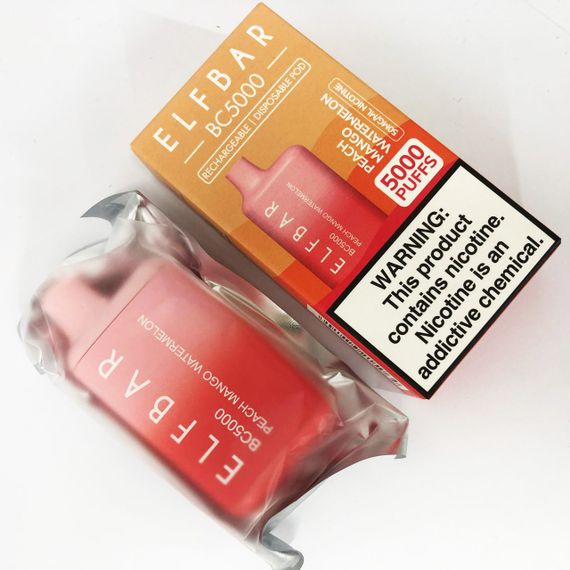 ELFBAR
BC5000
RECHARGEABLE | DISPOSABLE POD
PEACH
MANGO
WATERMELON
50MG/ML NICOTINE
5000
PUFFS
ELFBAR
BC5000
PEACH MANGO WATERMELON
WARNING:
This product
contains nicotine.
Nicotine is an
addictive chemical.
ELFBAR
BC5000
PEACH MANGO WATERMELON